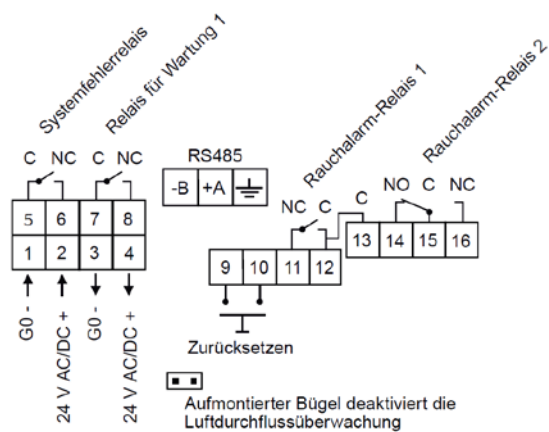 Systemfehlerrelais
Relais für Wartung 1
Rauchalarm-Relais 1
Rauchalarm-Relais 2
C NC C NC
RS485
-B +A
NC C
C
NO C NC
5 6 7 8
1 2 3 4
9 10 11 12
13 14 15 16
G0 -
24 V AC/DC +
G0 -
24 V AC/DC +
Zurücksetzen
Aufmontierter Bügel deaktiviert die
Luftdurchflussüberwachung